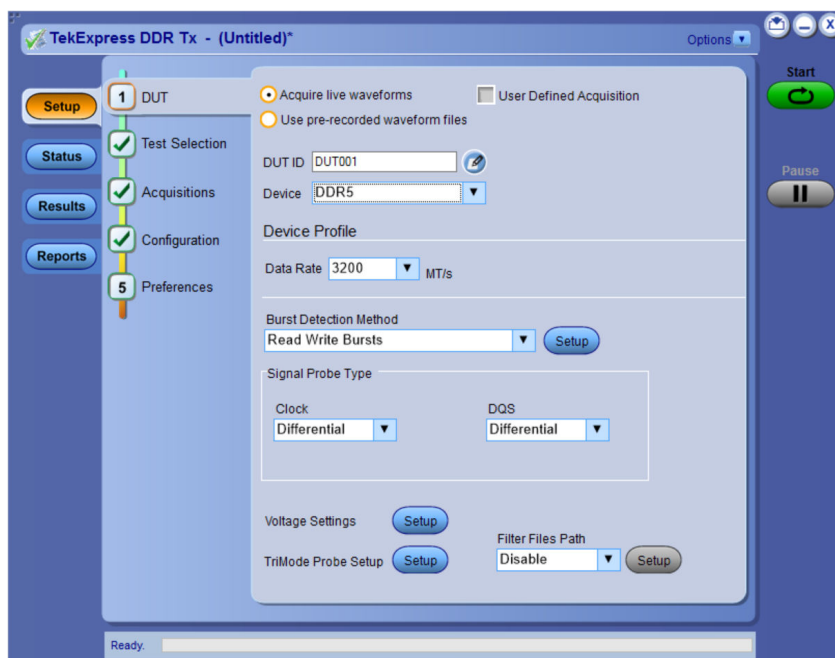 TekExpress DDR Tx - (Untitled)*
Options
X
Start
Pause
Setup
Status
Results
Reports
1 DUT
Test Selection
Acquisitions
Configuration
5 Preferences
Acquire live waveforms
User Defined Acquisition
Use pre-recorded waveform files
DUT ID DUT001
Device DDR5
Device Profile
Data Rate 3200 MT/s
Burst Detection Method
Read Write Bursts Setup
Signal Probe Type
Clock DQS
Differential Differential
Voltage Settings Setup
Filter Files Path
TriMode Probe Setup Setup Disable Setup
Ready.